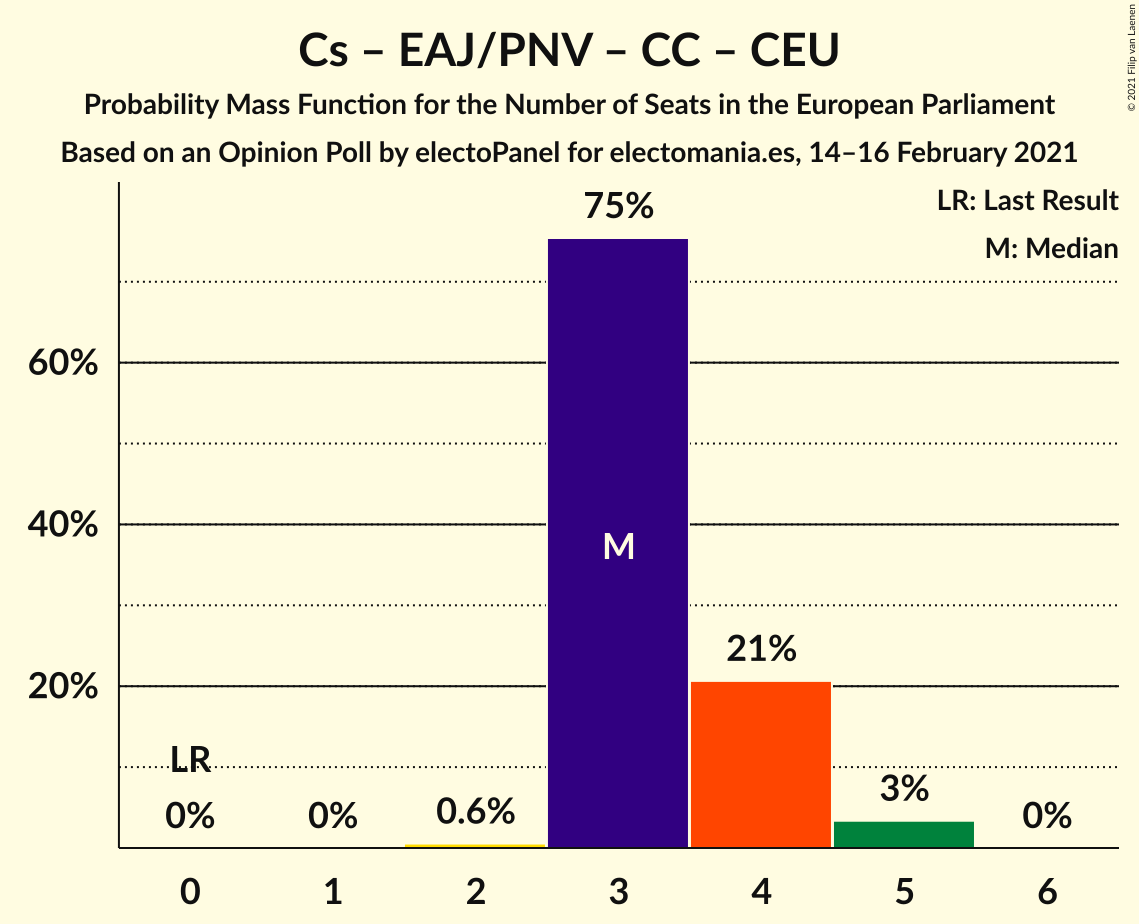 Cs – EAJ/PNV – CC – CEU
Probability Mass Function for the Number of Seats in the European Parliament
Based on an Opinion Poll by electoPanel for electomania.es, 14–16 February 2021
© 2021 Filip van Laenen
LR: Last Result
M: Median
75%
60%
40%
M
21%
20%
LR
0%
0%
0.6%
3%
0%
0
1
2
3
4
5
6